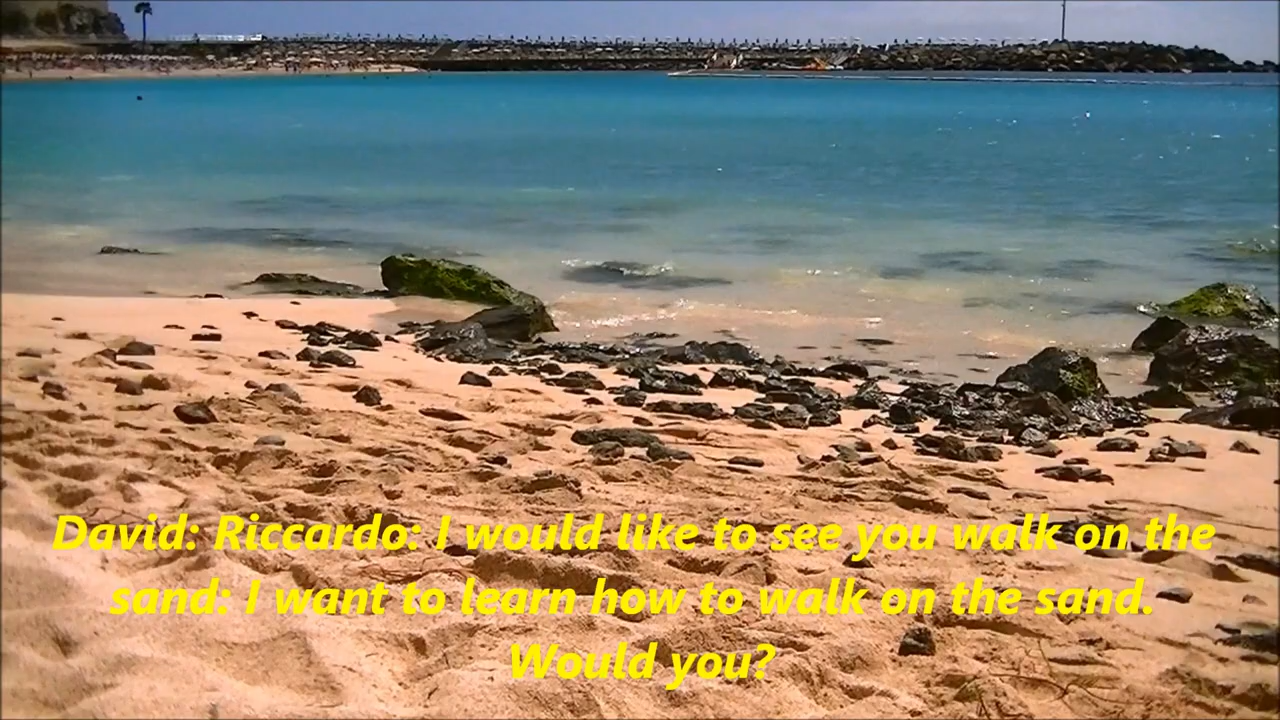 David: Riccardo: I would like to see you walk on the
sand: I want to learn how to walk on the sand.
Would you?